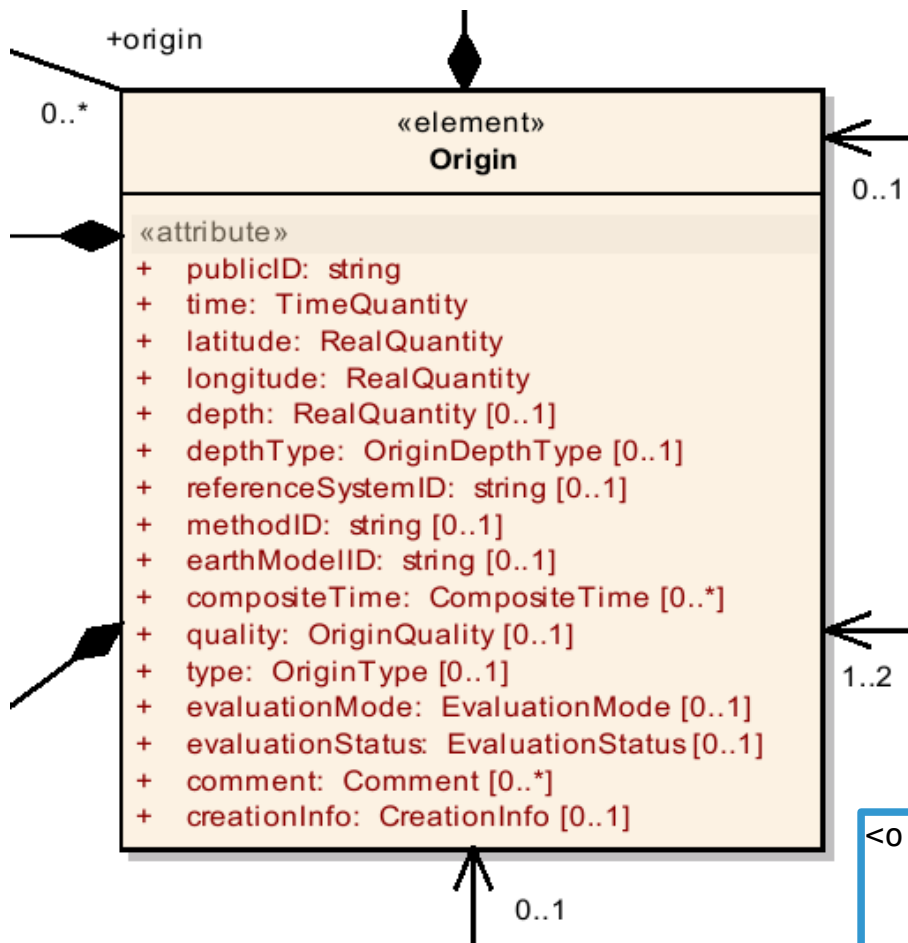 +origin
0..*
«element»
Origin
0..1
«attribute»
+ publicID: string
+ time: TimeQuantity
+ latitude: RealQuantity
+ longitude: RealQuantity
+ depth: RealQuantity [0..1]
+ depthType: OriginDepthType [0..1]
+ referenceSystemID: string [0..1]
+ methodID: string [0..1]
+ earthModelID: string [0..1]
+ compositeTime: CompositeTime [0..*]
+ quality: OriginQuality [0..1]
+ type: OriginType [0..1]
1..2
+ evaluationMode: EvaluationMode [0..1]
+ evaluationStatus: EvaluationStatus [0..1]
+ comment: Comment [0..*]
+ creationInfo: CreationInfo [0..1]
<o
0..1